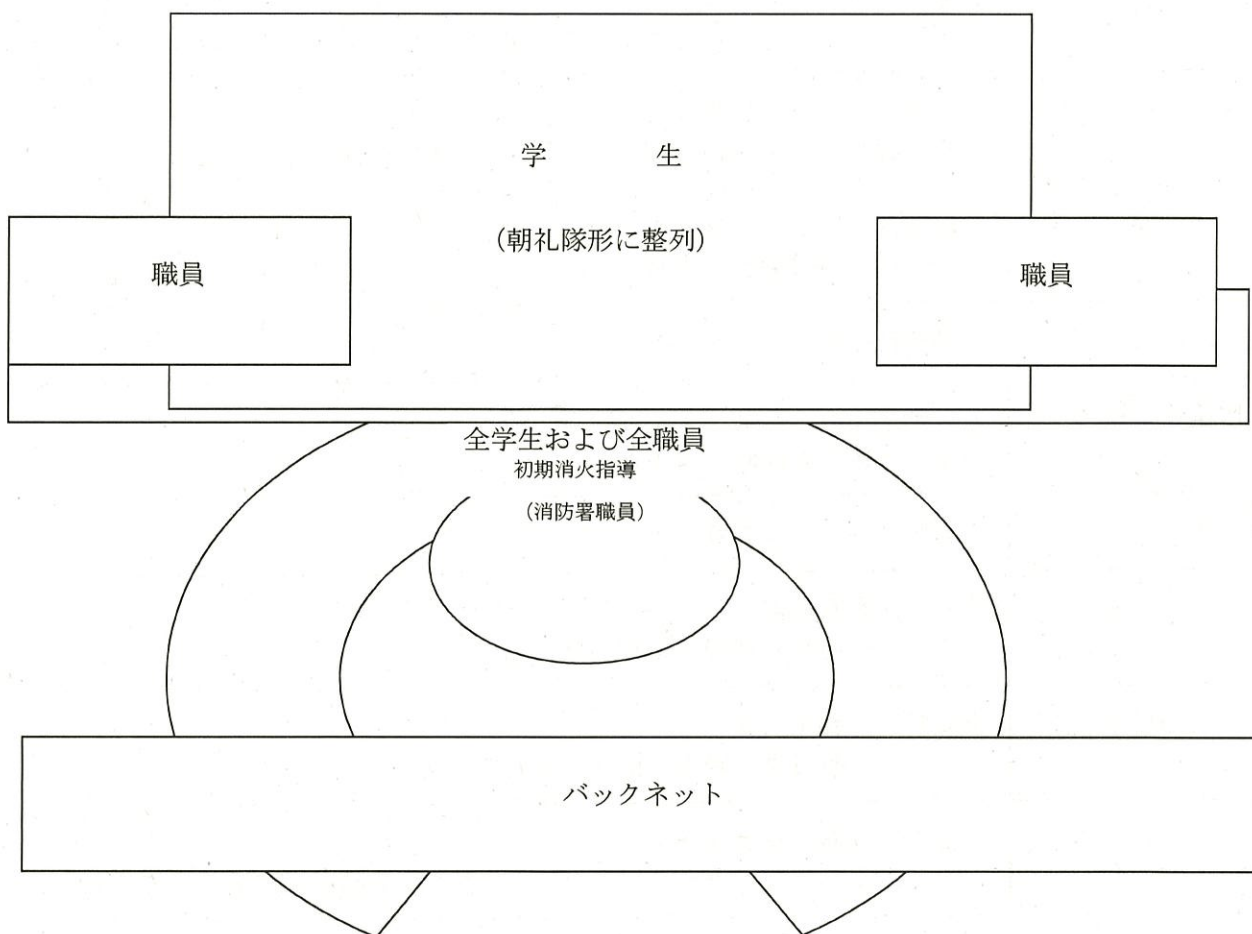 学 生
（朝礼隊形に整列）
職員
職員
全学生および全職員
初期消火指導
（消防署職員）
バックネット